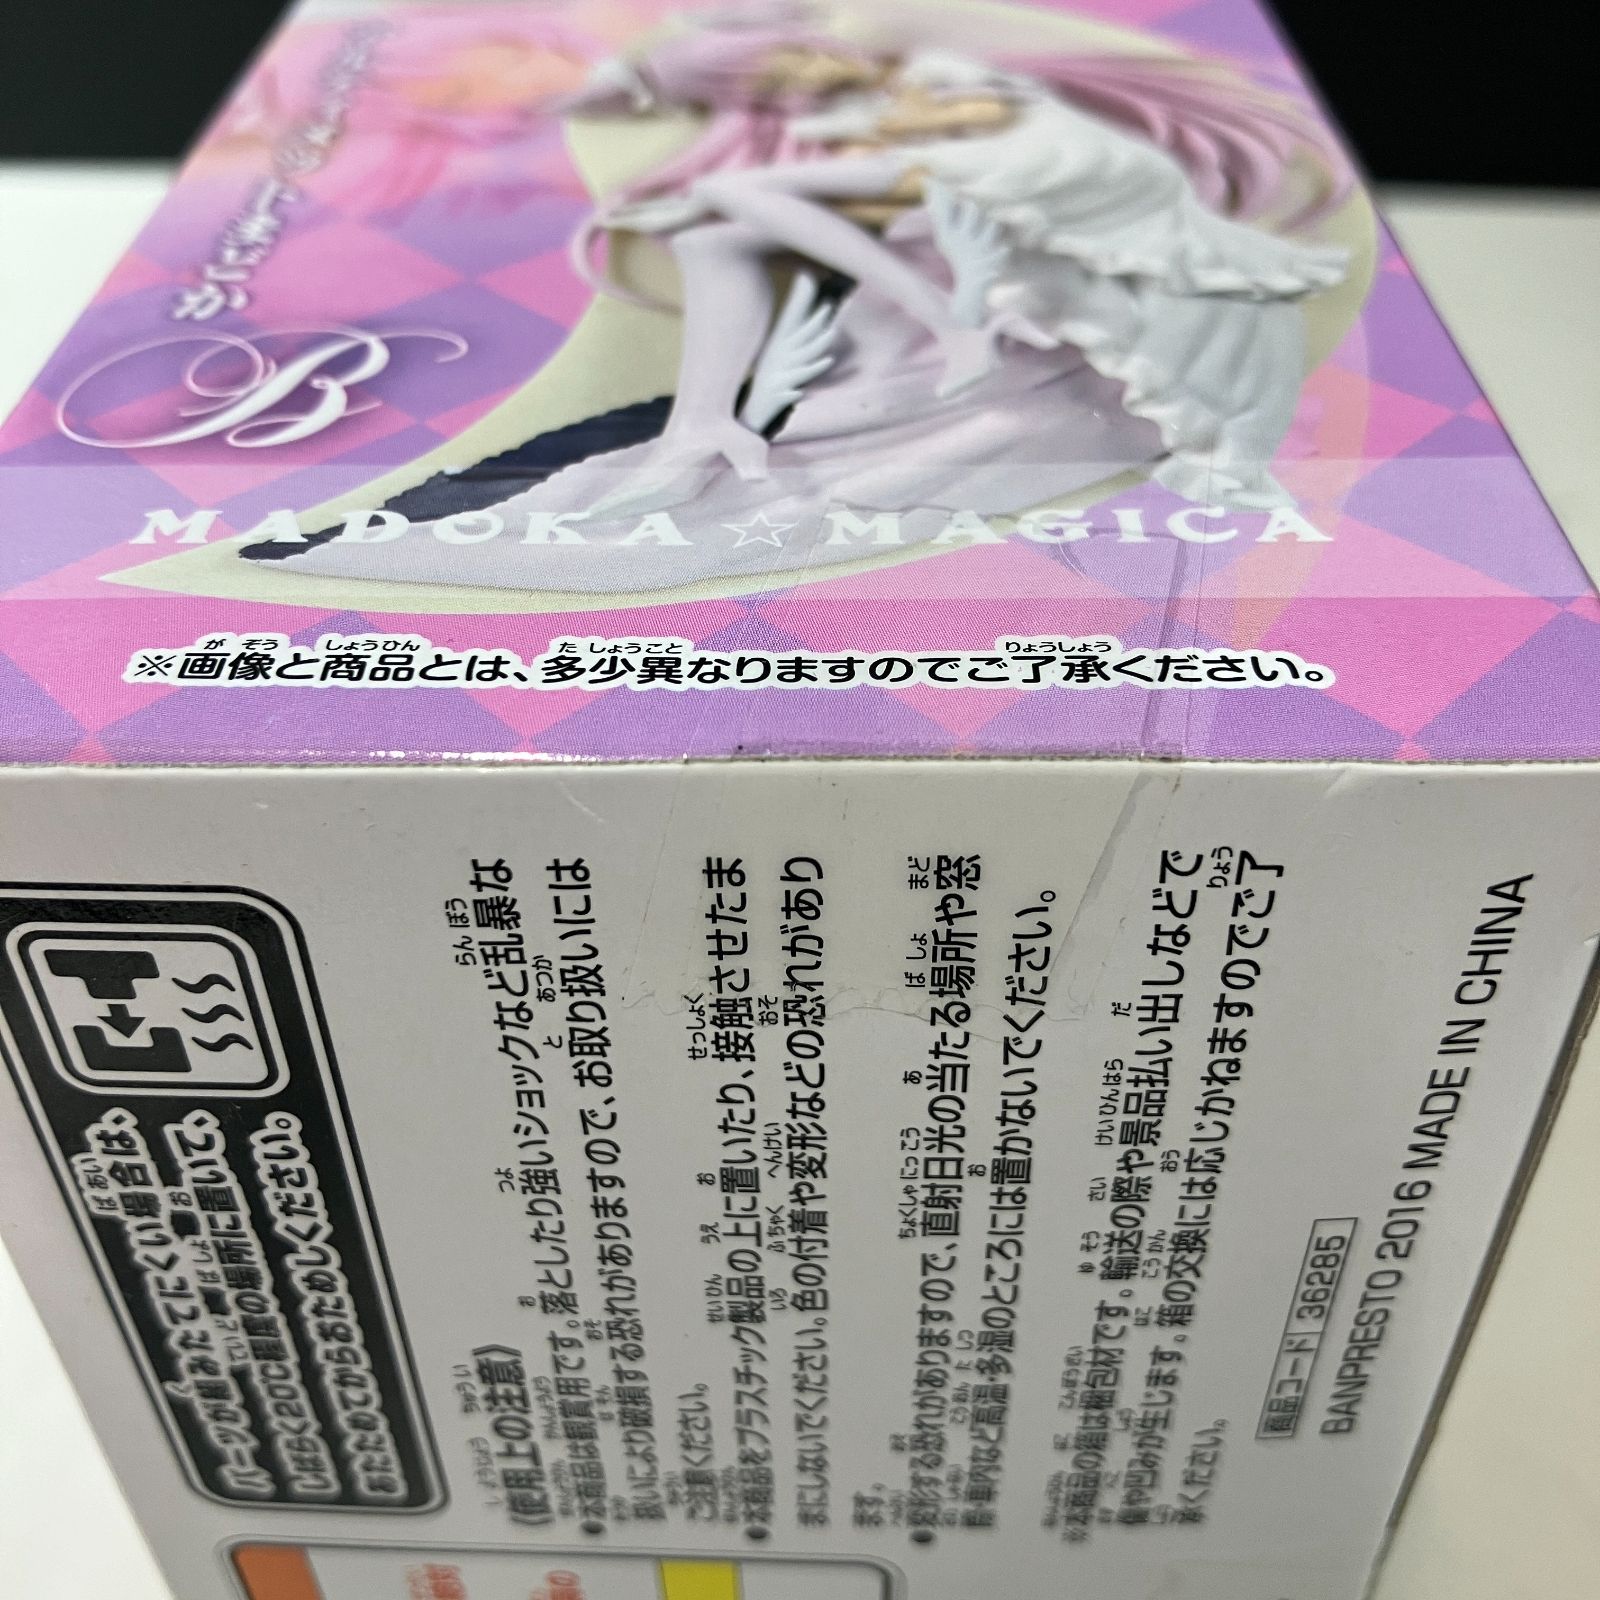 B
MADOKA☆MAGICA
※画像と商品とは、多少異なりますのでご了承ください。
パーツが組みたてにくい場合は、
しばらく20℃程度の場所に置いて、
あたためてからおためしください。
〈使用上の注意〉
●本商品は観賞用です。落としたり強いショックなど乱暴な
扱いにより破損する恐れがありますので、お取り扱いには
ご注意ください。
●本商品をプラスチック製品の上に置いたり、接触させたま
まにしないでください。色の付着や変形などの恐れがあり
ます。
●変形する恐れがありますので、直射日光の当たる場所や窓
際・車内など高温・多湿のところには置かないでください。
※本商品の箱は梱包材です。輸送の際や景品払い出しなどで
傷や凹みが生じます。箱の交換には応じかねますのでご了
承ください。
商品コード 36285
BANPRESTO 2016 MADE IN CHINA